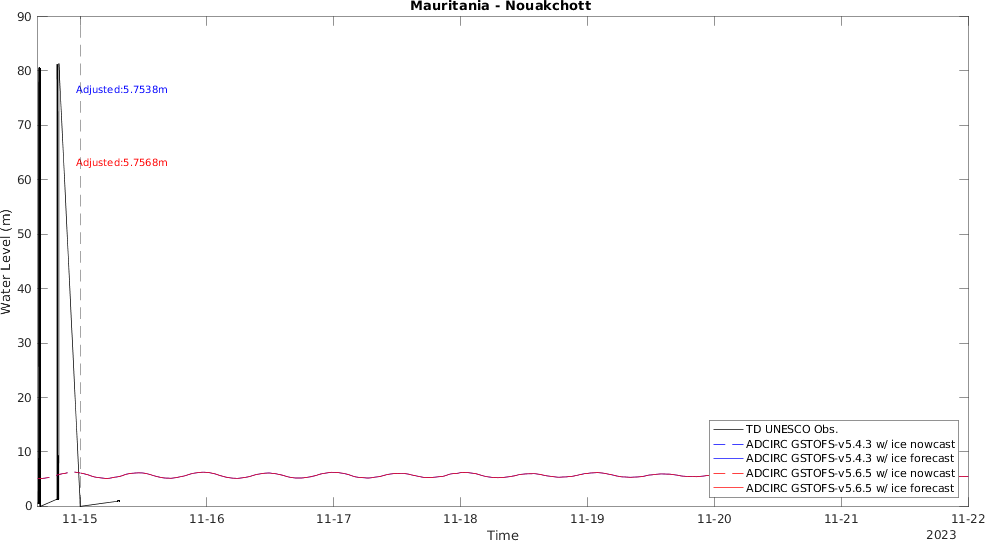 Mauritania - Nouakchott
90
80
70
60
50
40
30
20
10
0
Water Level (m)
Adjusted:5.7538m
Adjusted:5.7568m
TD UNESCO Obs.
ADCIRC GSTOFS-v5.4.3 w/ ice nowcast
ADCIRC GSTOFS-v5.4.3 w/ ice forecast
ADCIRC GSTOFS-v5.6.5 w/ ice nowcast
ADCIRC GSTOFS-v5.6.5 w/ ice forecast
11-15 11-16 11-17 11-18 11-19 11-20 11-21 11-22
Time
2023